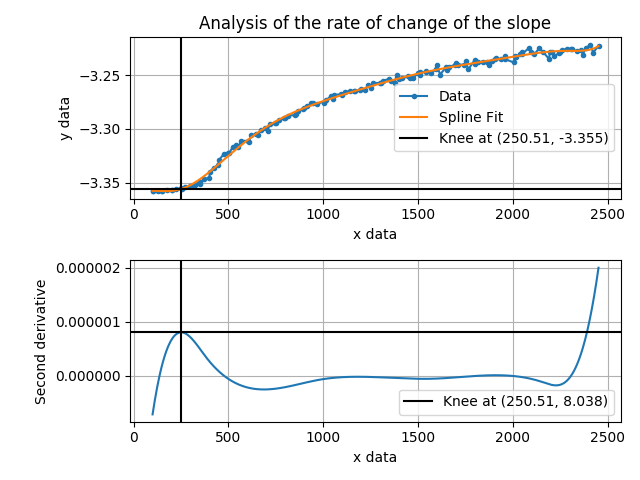 Analysis of the rate of change of the slope
y data
−3.25
−3.30
−3.35
Data
Spline Fit
Knee at (250.51, -3.355)
0 500 1000 1500 2000 2500
x data
Second derivative
0.000002
0.000001
0.000000
Knee at (250.51, 8.038)
0 500 1000 1500 2000 2500
x data